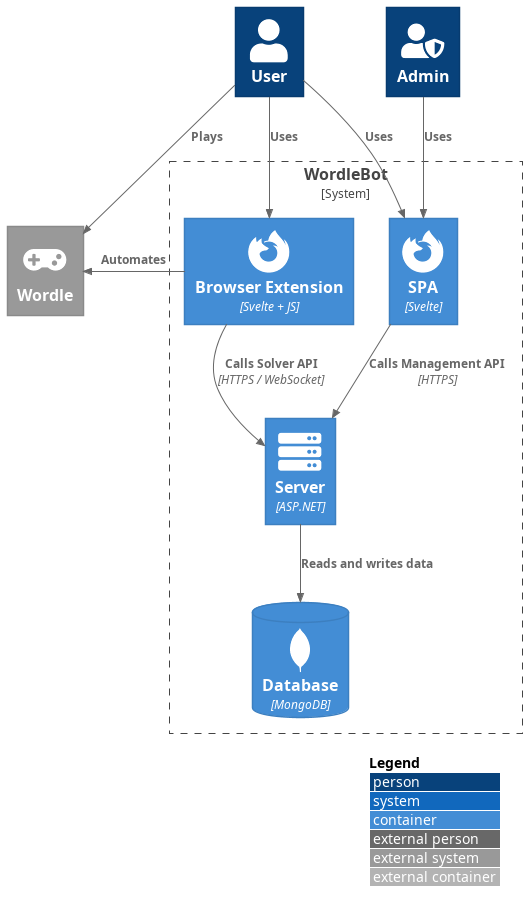 User
Admin
Plays
Uses
Uses
Uses
WordleBot
[System]
Wordle
Automates
Browser Extension
[Svelte + JS]
SPA
[Svelte]
Calls Solver API
[HTTPS / WebSocket]
Calls Management API
[HTTPS]
Server
[ASP.NET]
Reads and writes data
Database
[MongoDB]
Legend
person
system
container
external person
external system
external container